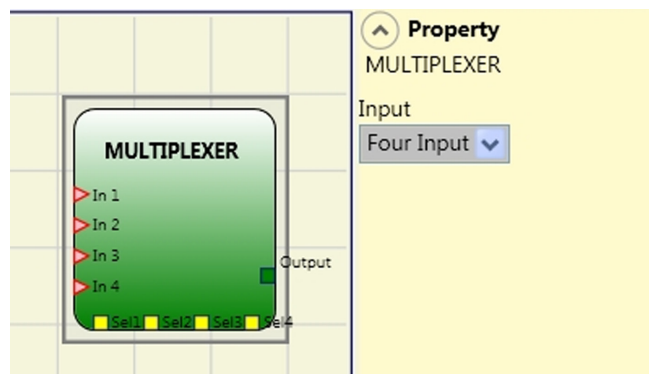 Property
MULTIPLEXER
Input
Four Input
MULTIPLEXER
In 1
In 2
In 3
In 4
Output
Sel1 Sel2 Sel3 Sel4